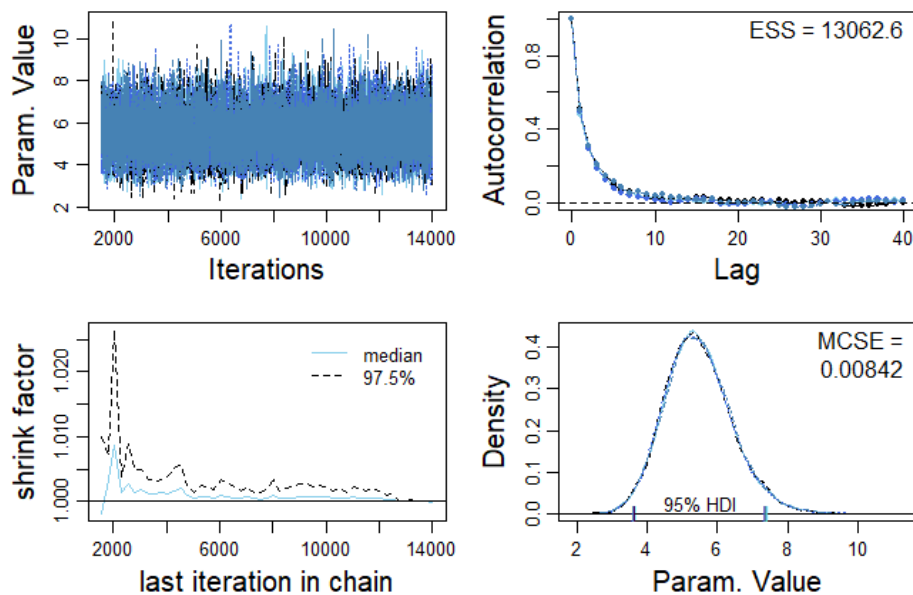 Param. Value
10
8
6
4
2
2000 6000 10000 14000
Iterations
ESS = 13062.6
Autocorrelation
0.8
0.4
0.0
0 10 20 30 40
Lag
shrink factor
1.020
1.010
1.000
median
97.5%
2000 6000 10000 14000
last iteration in chain
MCSE =
0.00842
Density
0.4
0.3
0.2
0.1
0.0
95% HDI
2 4 6 8 10
Param. Value